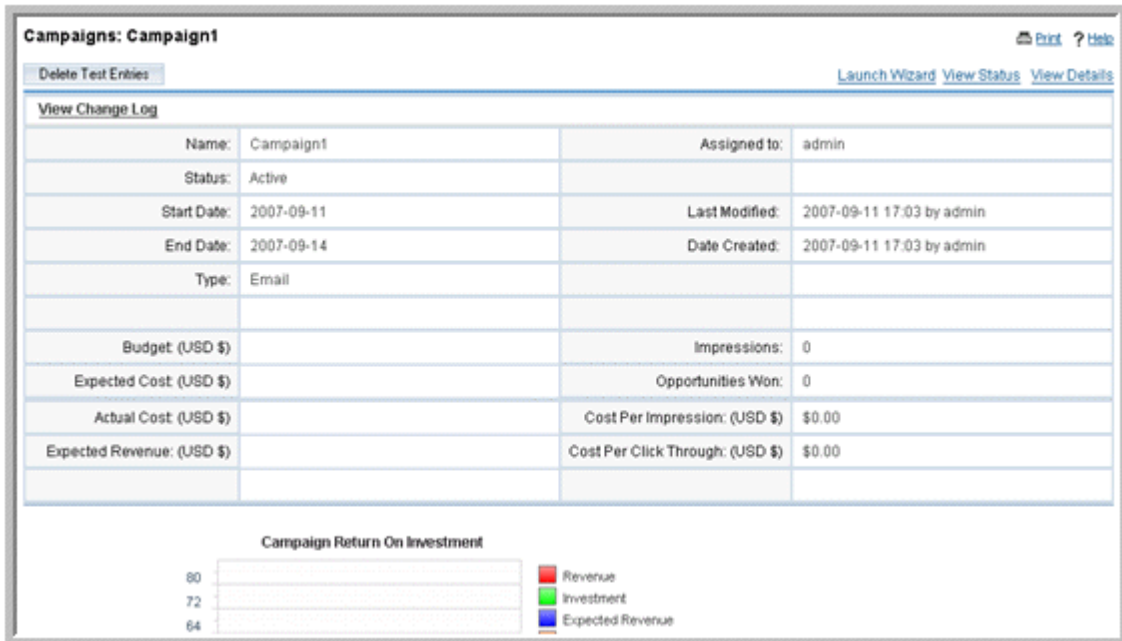 Campaigns: Campaign1 Print ? Help
Delete Test Entries Launch Wizard View Status View Details
View Change Log
Name: Campaign1 Assigned to: admin
Status: Active
Start Date: 2007-09-11 Last Modified: 2007-09-11 17:03 by admin
End Date: 2007-09-14 Date Created: 2007-09-11 17:03 by admin
Type: Email
Budget: (USD $) Impressions: 0
Expected Cost: (USD $) Opportunities Won: 0
Actual Cost: (USD $) Cost Per Impression: (USD $) $0.00
Expected Revenue: (USD $) Cost Per Click Through: (USD $) $0.00
Campaign Return On Investment
80 Revenue
72 Investment
64 Expected Revenue